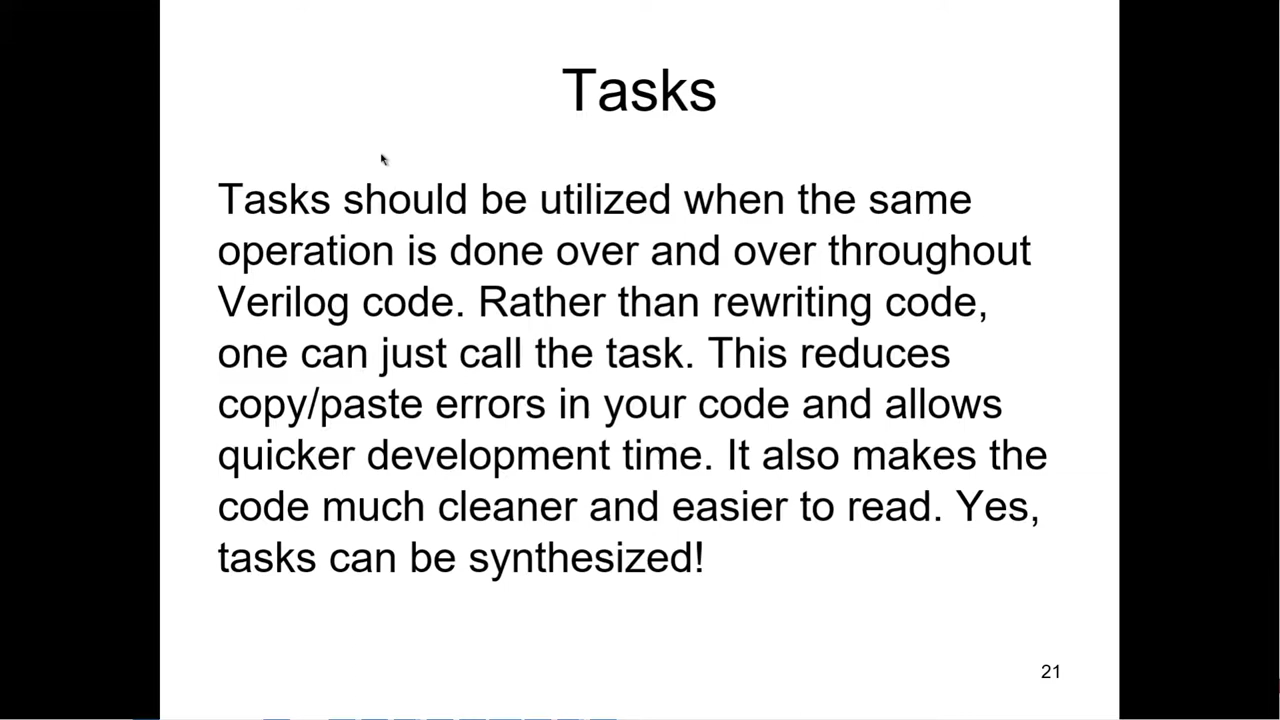 Tasks
Tasks should be utilized when the same
operation is done over and over throughout
Verilog code. Rather than rewriting code,
one can just call the task. This reduces
copy/paste errors in your code and allows
quicker development time. It also makes the
code much cleaner and easier to read. Yes,
tasks can be synthesized!
21